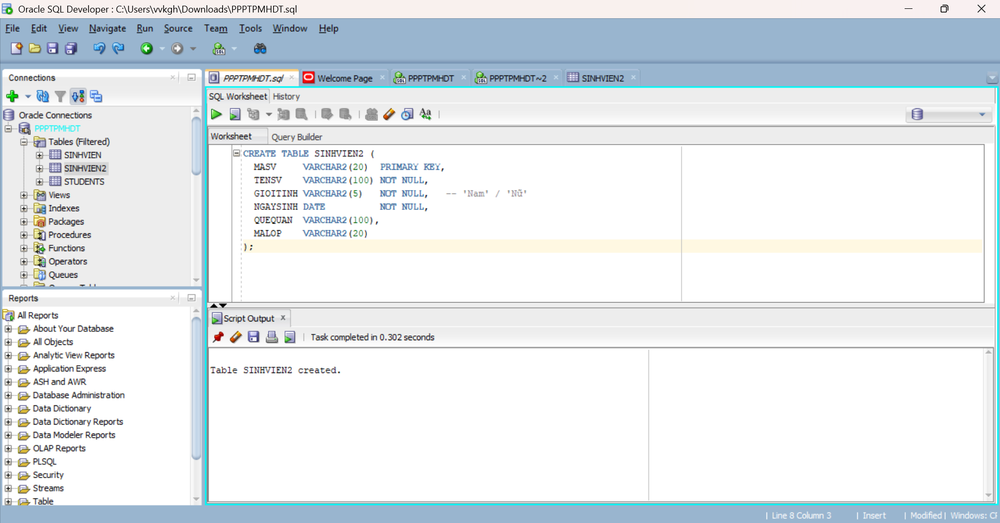 Oracle SQL Developer : C:\Users\vvkgh\Downloads\PPPTPMHDT.sql
File Edit View Navigate Run Source Team Tools Window Help
Connections
Oracle Connections
PPPTPMHDT
Tables (Filtered)
SINHVIEN
SINHVIEN2
STUDENTS
Views
Indexes
Packages
Procedures
Functions
Operators
Queues
Reports
All Reports
About Your Database
All Objects
Analytic View Reports
Application Express
ASH and AWR
Database Administration
Data Dictionary
Data Dictionary Reports
Data Modeler Reports
OLAP Reports
PLSQL
Security
Streams
Table
PPPTPMHDT.sql Welcome Page PPPTPMHDT PPPTPMHDT~2 SINHVIEN2
SQL Worksheet History
Worksheet Query Builder
CREATE TABLE SINHVIEN2 (
MASV VARCHAR2(20) PRIMARY KEY,
TENSV VARCHAR2(100) NOT NULL,
GIOITINH VARCHAR2(5) NOT NULL, -- 'Nam' / 'Nữ'
NGAYSINH DATE NOT NULL,
QUEQUAN VARCHAR2(100),
MALOP VARCHAR2(20)
);
Script Output
Task completed in 0.302 seconds
Table SINHVIEN2 created.
| Line 8 Column 3 | Insert | Modified | Windows: CF